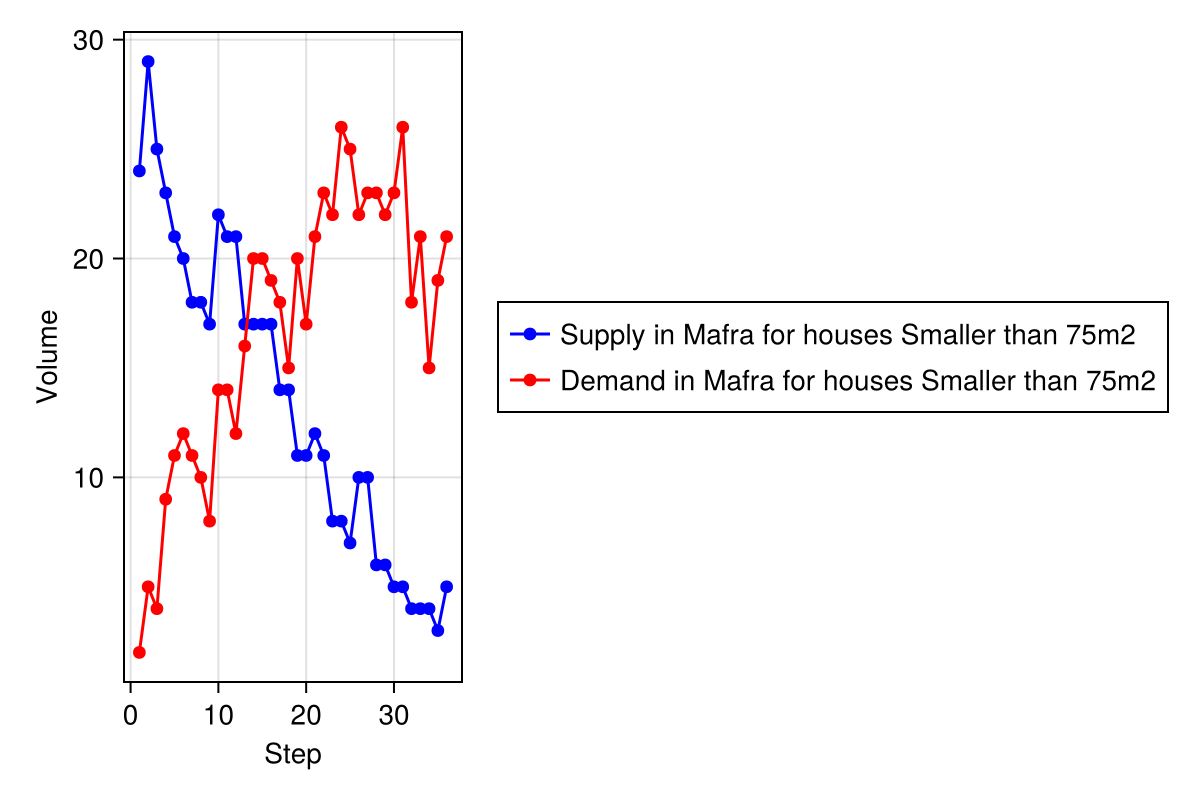 30
20
10
Volume
0 10 20 30
Step
Supply in Mafra for houses Smaller than 75m2
Demand in Mafra for houses Smaller than 75m2